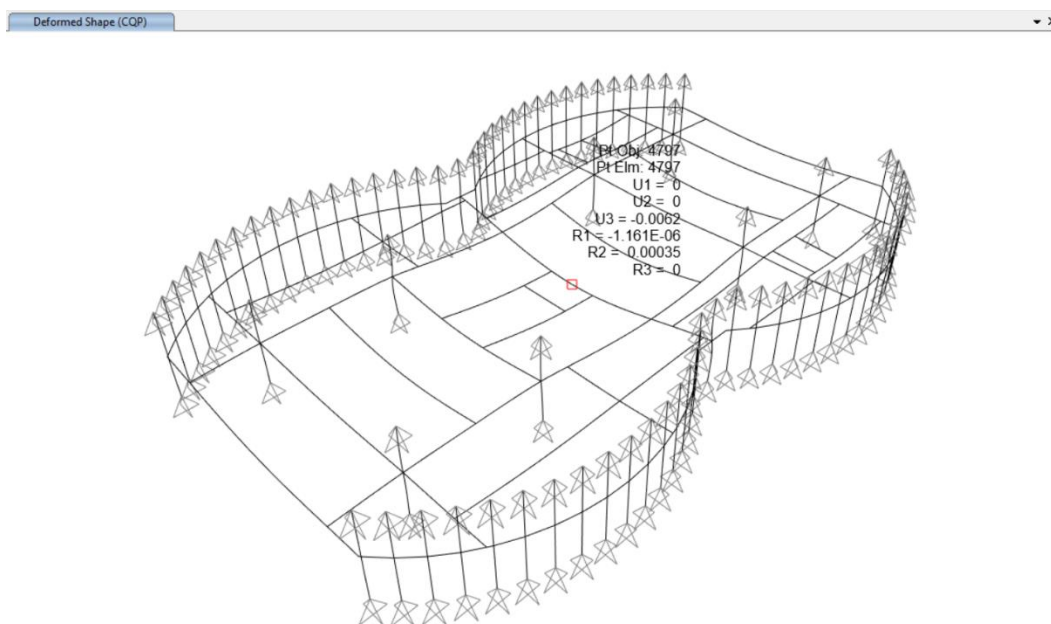 Deformed Shape (CQP)
Pt Obj: 4797
Pt Elm: 4797
U1 = 0
U2 = 0
U3 = -0.0062
R1 = -1.161E-06
R2 = 0.00035
R3 = 0